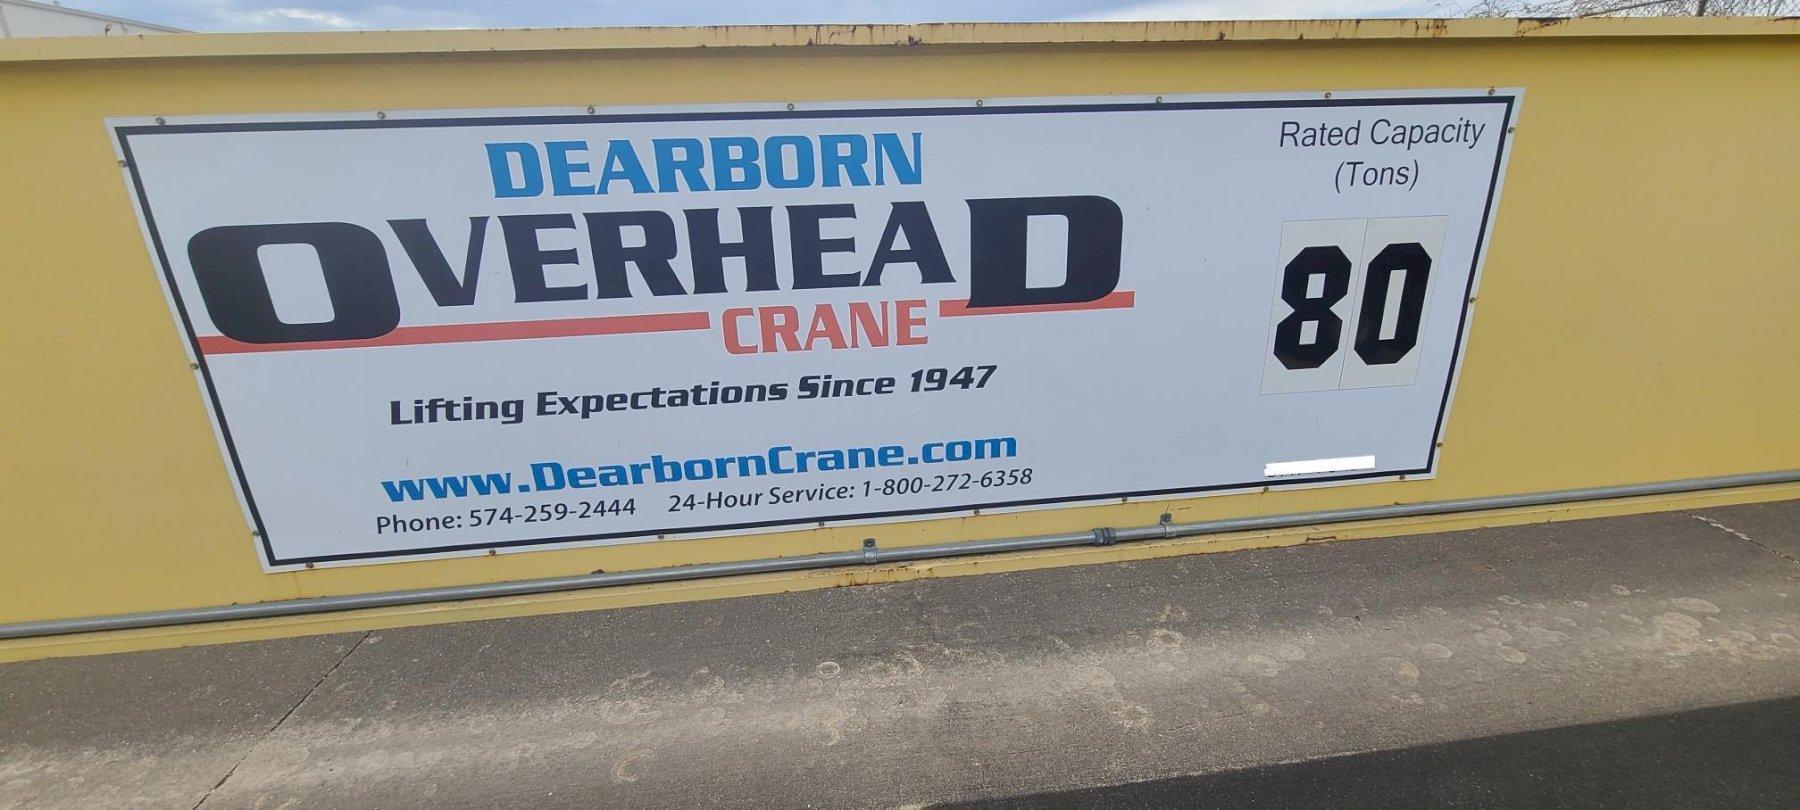 DEARBORN
OVERHEAD
CRANE
Lifting Expectations Since 1947
www.DearbornCrane.com
Phone: 574-259-2444 24-Hour Service: 1-800-272-6358
Rated Capacity
(Tons)
80